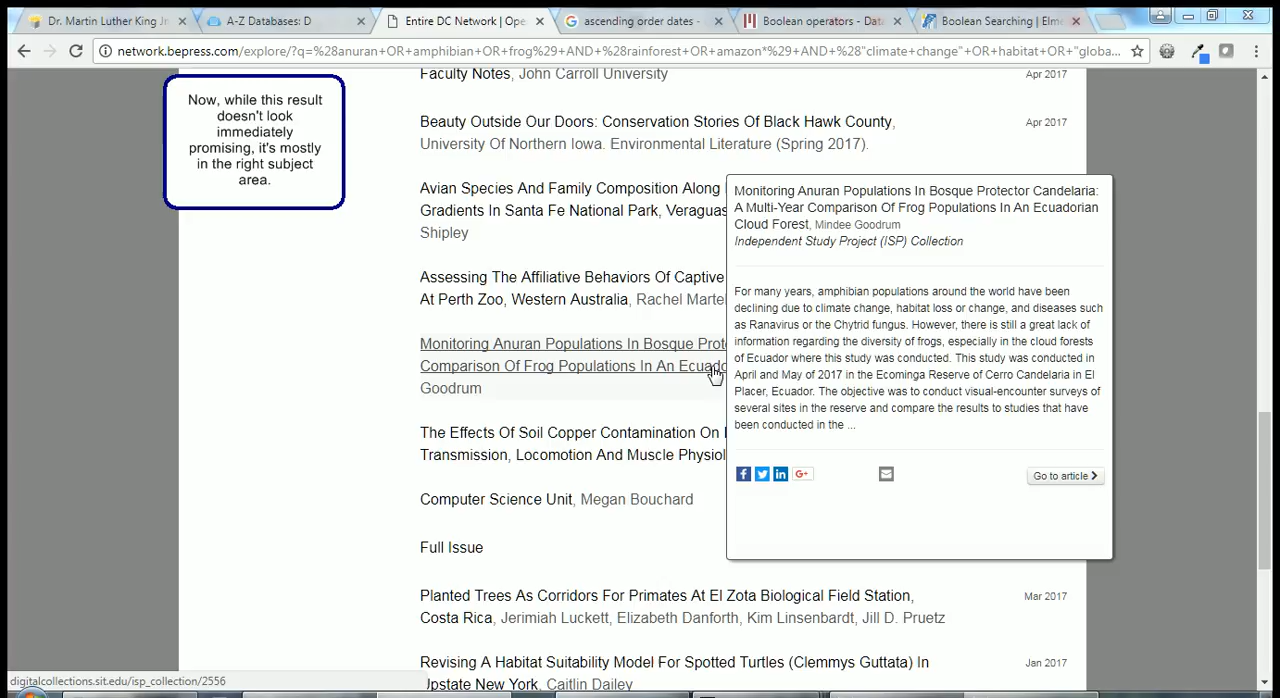 Dr. Martin Luther King Jr
A-Z Databases: D
Entire DC Network | Ope
ascending order dates -
Boolean operators - Data
Boolean Searching | Elme
network.bepress.com/explore/?q=%28anuran+OR+amphibian+OR+frog%29+AND+%28rainforest+OR+amazon*%29+AND+%28"climate+change"+OR+habitat+OR+"globa...
Now, while this result
doesn't look
immediately
promising, it's mostly
in the right subject
area.
Faculty Notes, John Carroll University
Apr 2017
Beauty Outside Our Doors: Conservation Stories Of Black Hawk County,
Apr 2017
University Of Northern Iowa. Environmental Literature (Spring 2017).
Avian Species And Family Composition Along
Gradients In Santa Fe National Park, Veraguas
Shipley
Assessing The Affiliative Behaviors Of Captive
At Perth Zoo, Western Australia, Rachel Martel
Monitoring Anuran Populations In Bosque Prote
Comparison Of Frog Populations In An Ecuado
Goodrum
The Effects Of Soil Copper Contamination On
Transmission, Locomotion And Muscle Physiol
Computer Science Unit, Megan Bouchard
Full Issue
Planted Trees As Corridors For Primates At El Zota Biological Field Station,
Mar 2017
Costa Rica, Jerimiah Luckett, Elizabeth Danforth, Kim Linsenbardt, Jill D. Pruetz
Revising A Habitat Suitability Model For Spotted Turtles (Clemmys Guttata) In
Jan 2017
Upstate New York, Caitlin Dailey
Monitoring Anuran Populations In Bosque Protector Candelaria:
A Multi-Year Comparison Of Frog Populations In An Ecuadorian
Cloud Forest, Mindee Goodrum
Independent Study Project (ISP) Collection
For many years, amphibian populations around the world have been
declining due to climate change, habitat loss or change, and diseases such
as Ranavirus or the Chytrid fungus. However, there is still a great lack of
information regarding the diversity of frogs, especially in the cloud forests
of Ecuador where this study was conducted. This study was conducted in
April and May of 2017 in the Ecominga Reserve of Cerro Candelaria in El
Placer, Ecuador. The objective was to conduct visual-encounter surveys of
several sites in the reserve and compare the results to studies that have
been conducted in the ...
Go to article
digitalcollections.sit.edu/isp_collection/2556